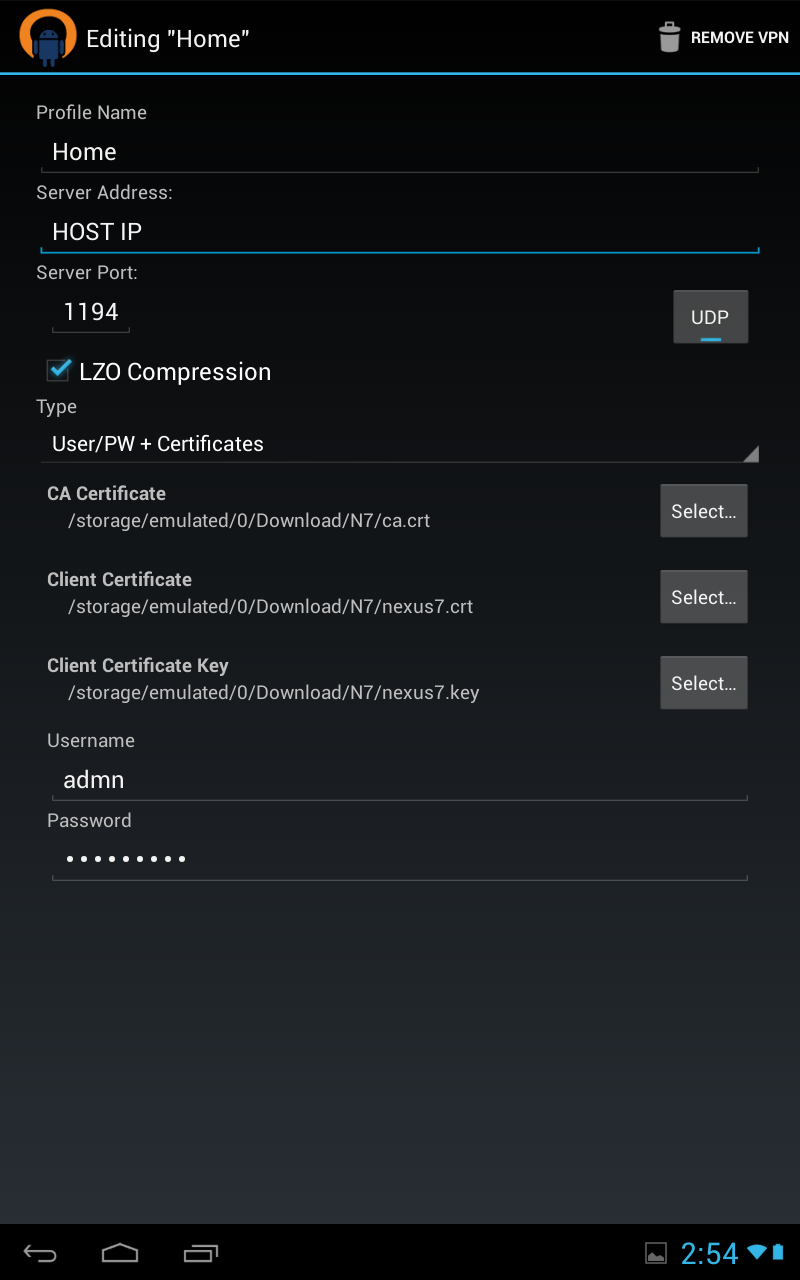 Editing "Home"
REMOVE VPN
Profile Name
Home
Server Address:
HOST IP
Server Port:
1194
UDP
LZO Compression
Type
User/PW + Certificates
CA Certificate
/storage/emulated/0/Download/N7/ca.crt
Select...
Client Certificate
/storage/emulated/0/Download/N7/nexus7.crt
Select...
Client Certificate Key
/storage/emulated/0/Download/N7/nexus7.key
Select...
Username
admn
Password
•••••••••
2:54